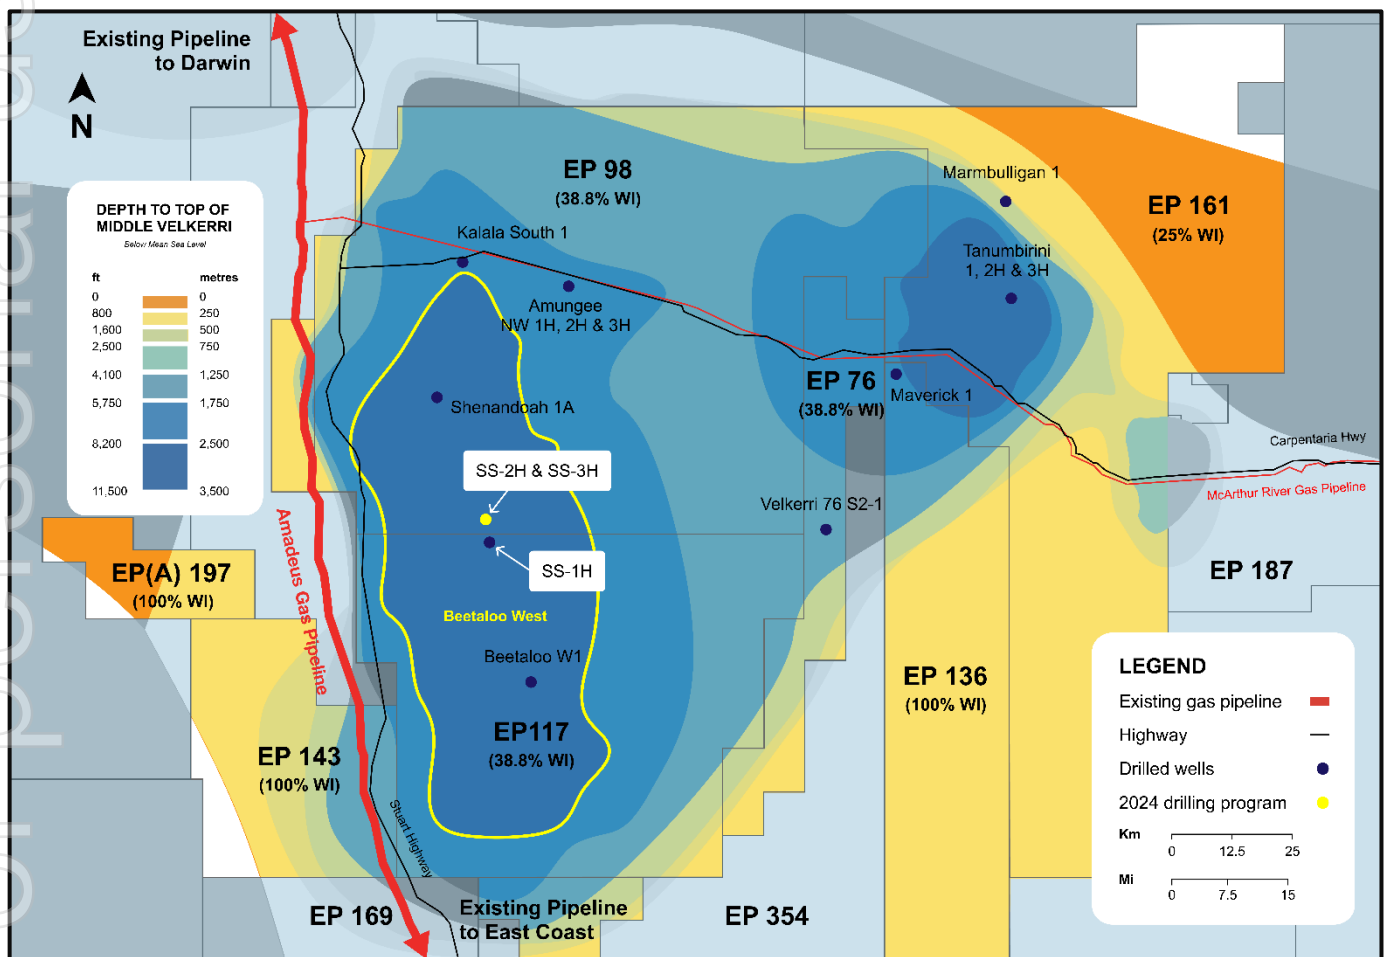 Existing Pipeline
to Darwin
N
DEPTH TO TOP OF
MIDDLE VELKERRI
Below Mean Sea Level
ft metres
0 0
800 250
1,600 500
2,500 750
4,100 1,250
5,750 1,750
8,200 2,500
11,500 3,500
EP 98
(38.8% WI)
Marmbulligan 1
EP 161
(25% WI)
Kalala South 1
Tanumbirini
1, 2H & 3H
Amungee
NW 1H, 2H & 3H
EP 76
(38.8% WI)
Maverick 1
Shenandoah 1A
Carpentaria Hwy
McArthur River Gas Pipeline
SS-2H & SS-3H
Velkerri 76 S2-1
SS-1H
Amadeus Gas Pipeline
EP(A) 197
(100% WI)
EP 187
Beetaloo West
Beetaloo W1
EP 136
(100% WI)
EP117
(38.8% WI)
EP 143
(100% WI)
Stuart Highway
LEGEND
Existing gas pipeline
Highway
Drilled wells
2024 drilling program
Km
0 12.5 25
Mi
0 7.5 15
EP 169
Existing Pipeline
to East Coast
EP 354